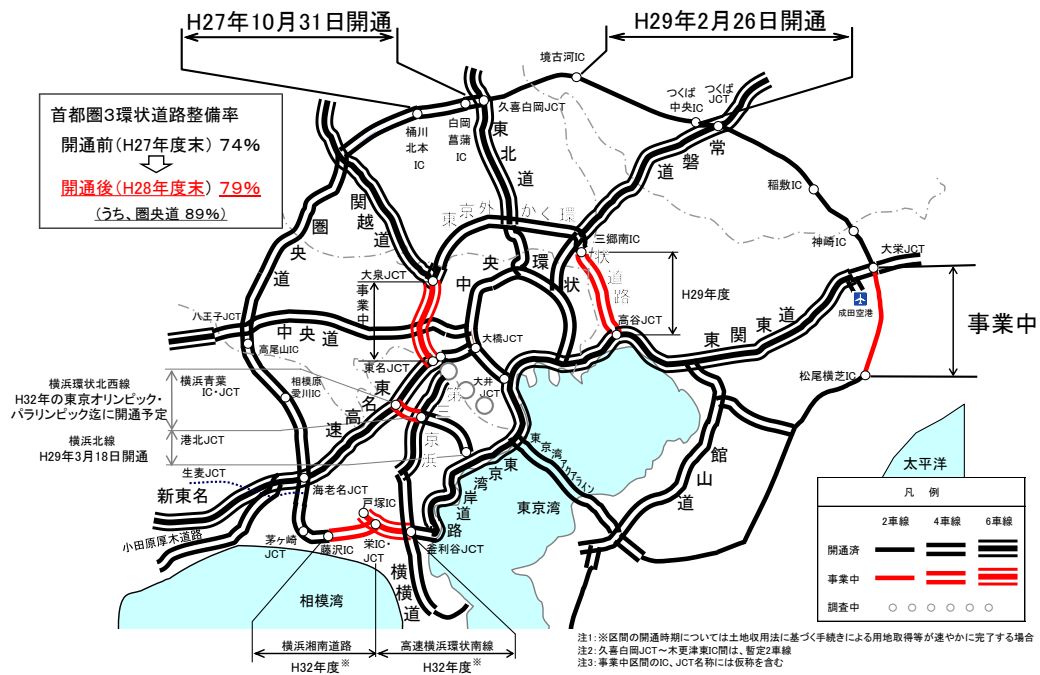 H27年10月31日開通
H29年2月26日開通
首都圏3環状道路整備率
開通前(H27年度末) 74%
開通後(H28年度末) 79%
(うち、圏央道 89%)
境古河IC
久喜白岡JCT
白岡
菖蒲
IC
桶川
北本
IC
つくば
中央IC
つくば
JCT
稲敷IC
神崎IC
大栄JCT
成田空港
松尾横芝IC
事業中
東北道
常磐道
関越道
圏央道
東京外かく環状道路
中央環状
三郷南IC
H29年度
高谷JCT
東関東道
大泉JCT
事業中
東名JCT
大橋JCT
大井
JCT
八王子JCT
中央道
高尾山IC
相模原
愛川IC
横浜環状北西線
H32年の東京オリンピック・
パラリンピック迄に開通予定
横浜青葉
IC・JCT
横浜北線
H29年3月18日開通
港北JCT
生麦JCT
東名高速
第三京浜
新東名
海老名JCT
小田原厚木道路
茅ヶ崎
JCT
藤沢IC
戸塚IC
栄IC・
JCT
釜利谷JCT
横横道
東京湾岸道路
東京湾
アクアライン
東京湾
館山道
太平洋
相模湾
横浜湘南道路
H32年度※
高速横浜環状南線
H32年度※
凡 例
2車線 4車線 6車線
開通済
事業中
調査中
注1:※区間の開通時期については土地収用法に基づく手続きによる用地取得等が速やかに完了する場合
注2:久喜白岡JCT～木更津東IC間は、暫定2車線
注3:事業中区間のIC、JCT名称には仮称を含む